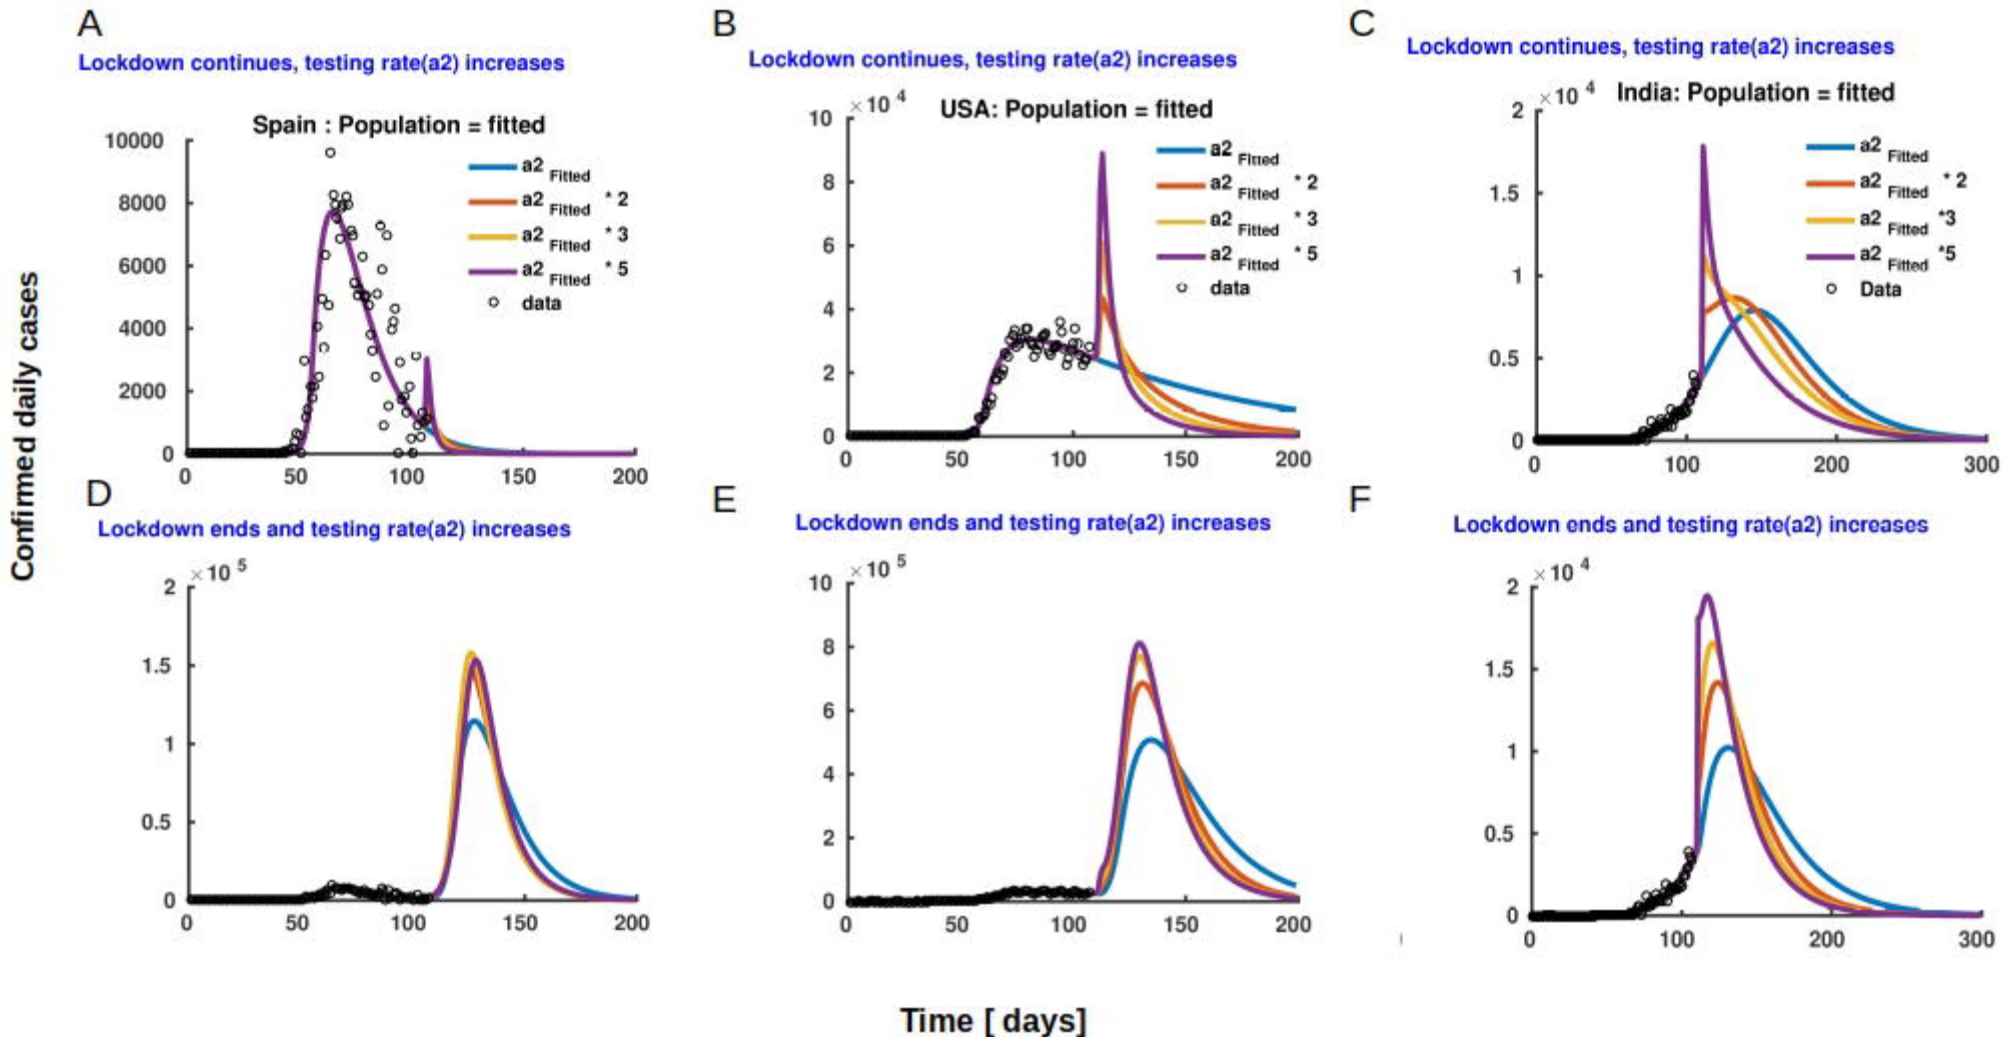 A
Lockdown continues, testing rate(a2) increases
Spain : Population = fitted
10000
8000
6000
4000
2000
0
0 50 100 150 200
a2 Fitted
a2 Fitted * 2
a2 Fitted * 3
a2 Fitted * 5
data
B
Lockdown continues, testing rate(a2) increases
× 10 4
USA: Population = fitted
10
8
6
4
2
0
0 50 100 150 200
a2 FItted
a2 Fitted * 2
a2 Fitted * 3
a2 Fitted * 5
data
C
Lockdown continues, testing rate(a2) increases
× 10 4
India: Population = fitted
2
1.5
1
0.5
0
0 100 200 300
a2 Fitted
a2 Fitted * 2
a2 Fitted *3
a2 Fitted *5
Data
Confirmed daily cases
D
Lockdown ends and testing rate(a2) increases
× 10 5
2
1.5
1
0.5
0
0 50 100 150 200
E
Lockdown ends and testing rate(a2) increases
× 10 5
10
8
6
4
2
0
0 50 100 150 200
F
Lockdown ends and testing rate(a2) increases
× 10 4
2
1.5
1
0.5
0
0 100 200 300
Time [ days]